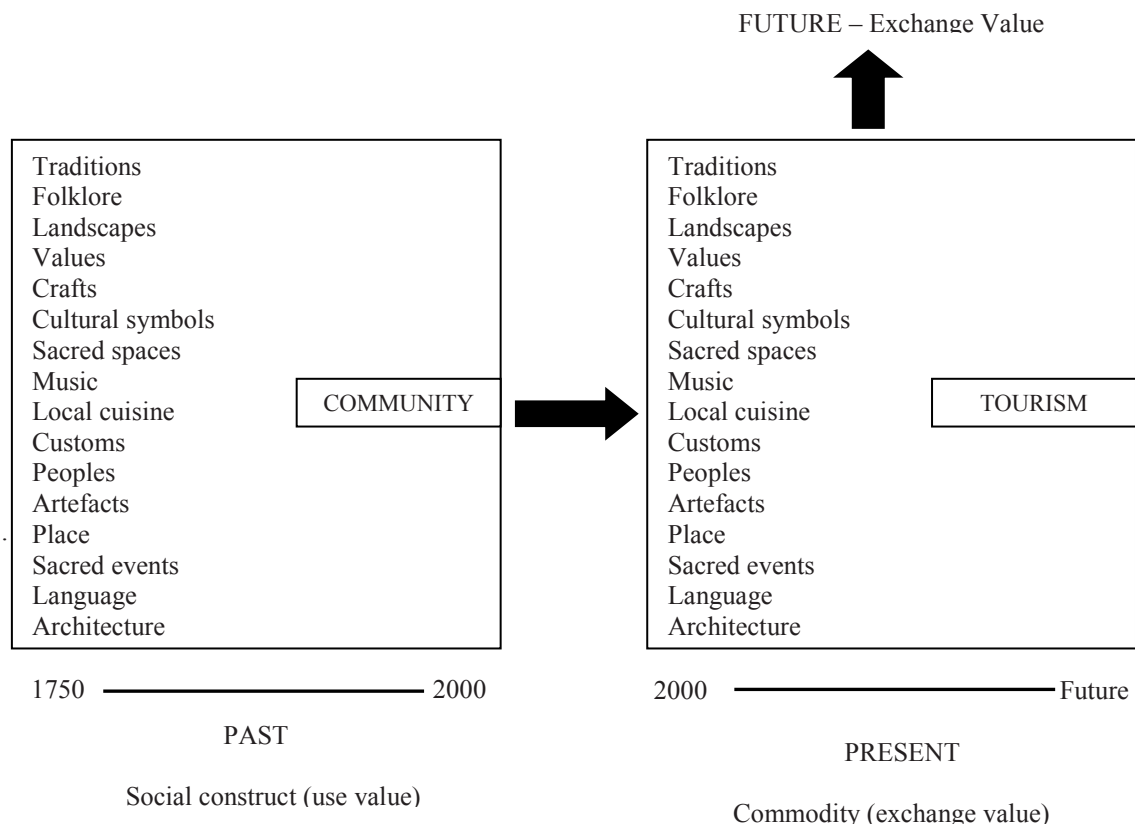 FUTURE – Exchange Value
Traditions
Folklore
Landscapes
Values
Crafts
Cultural symbols
Sacred spaces
Music
Local cuisine
Customs
Peoples
Artefacts
Place
Sacred events
Language
Architecture
COMMUNITY
Traditions
Folklore
Landscapes
Values
Crafts
Cultural symbols
Sacred spaces
Music
Local cuisine
Customs
Peoples
Artefacts
Place
Sacred events
Language
Architecture
TOURISM
1750 2000
PAST
Social construct (use value)
2000 Future
PRESENT
Commodity (exchange value)